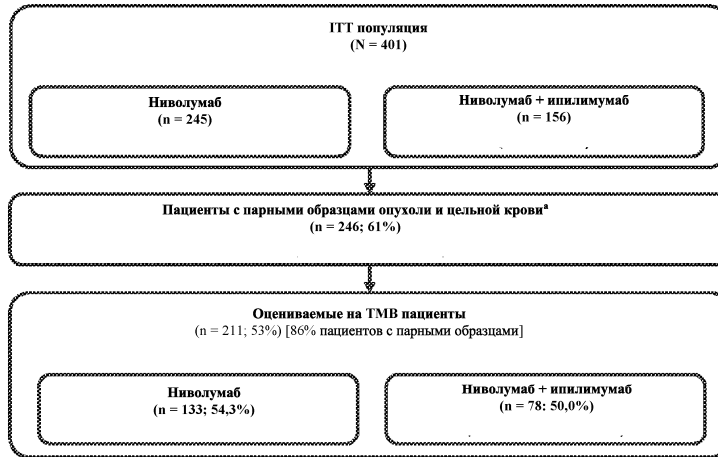 ITT популяция
(N = 401)
Ниволумаб
(n = 245)
Ниволумаб + ипилимумаб
(n = 156)
Пациенты с парными образцами опухоли и цельной кровиª
(n = 246; 61%)
Оцениваемые на TMB пациенты
(n = 211; 53%) [86% пациентов с парными образцами]
Ниволумаб
(n = 133; 54,3%)
Ниволумаб + ипилимумаб
(n = 78: 50,0%)